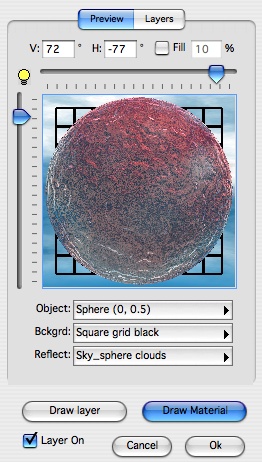 Preview Layers
V: 72 ° H: -77 ° Fill 10 %
Object: Sphere (0, 0.5)
Bckgrd: Square grid black
Reflect: Sky_sphere clouds
Draw layer Draw Material
Layer On Cancel Ok